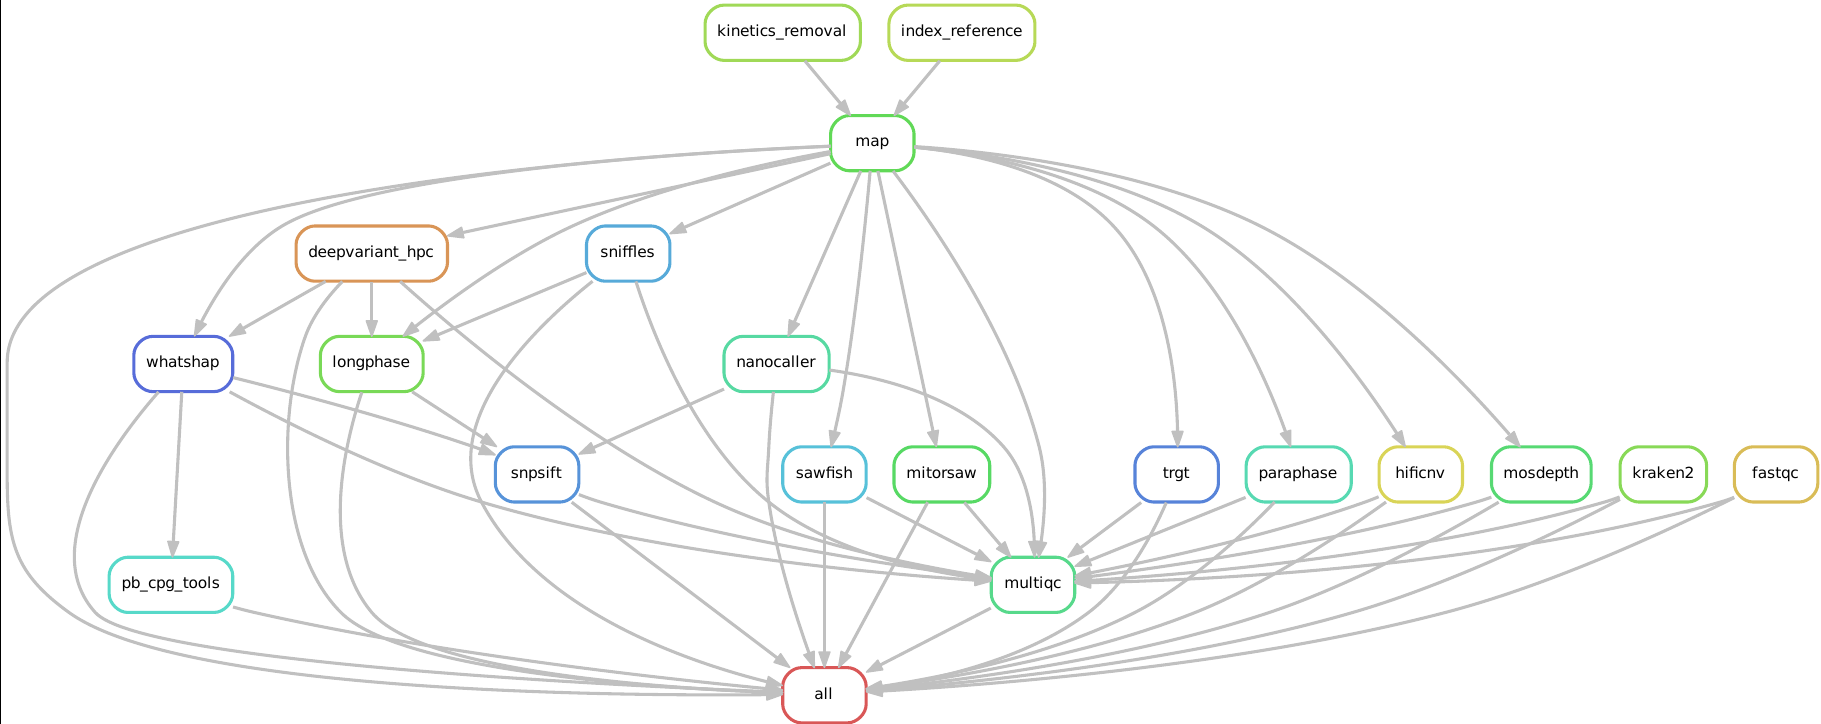 kinetics_removal
index_reference
map
deepvariant_hpc
sniffles
whatshap
longphase
nanocaller
snpsift
sawfish
mitorsaw
trgt
paraphase
hificnv
mosdepth
kraken2
fastqc
pb_cpg_tools
multiqc
all